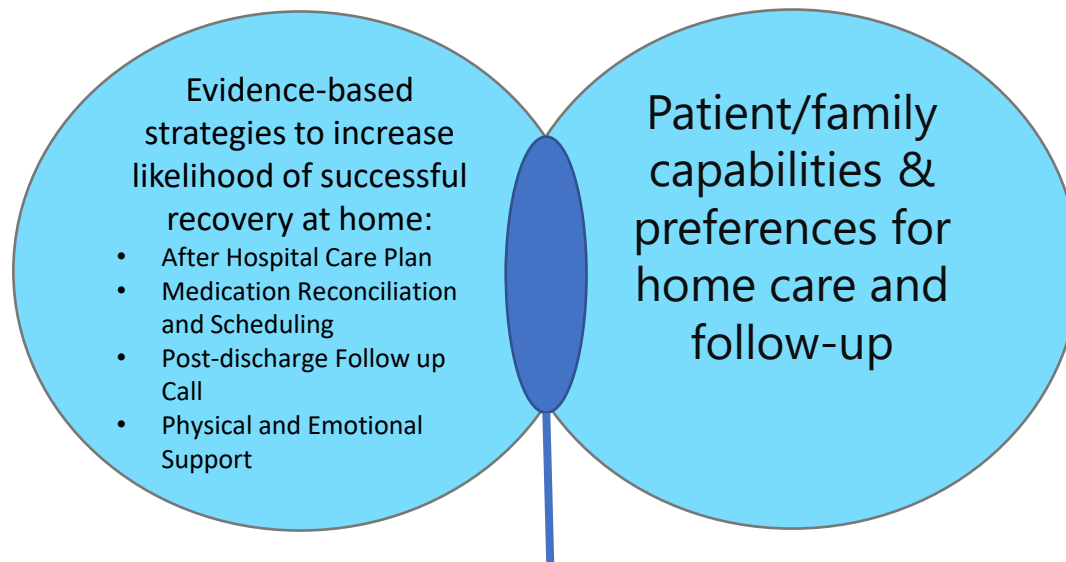 Evidence-based
strategies to increase
likelihood of successful
recovery at home:
• After Hospital Care Plan
• Medication Reconciliation
and Scheduling
• Post-discharge Follow up
Call
• Physical and Emotional
Support
Patient/family
capabilities &
preferences for
home care and
follow-up